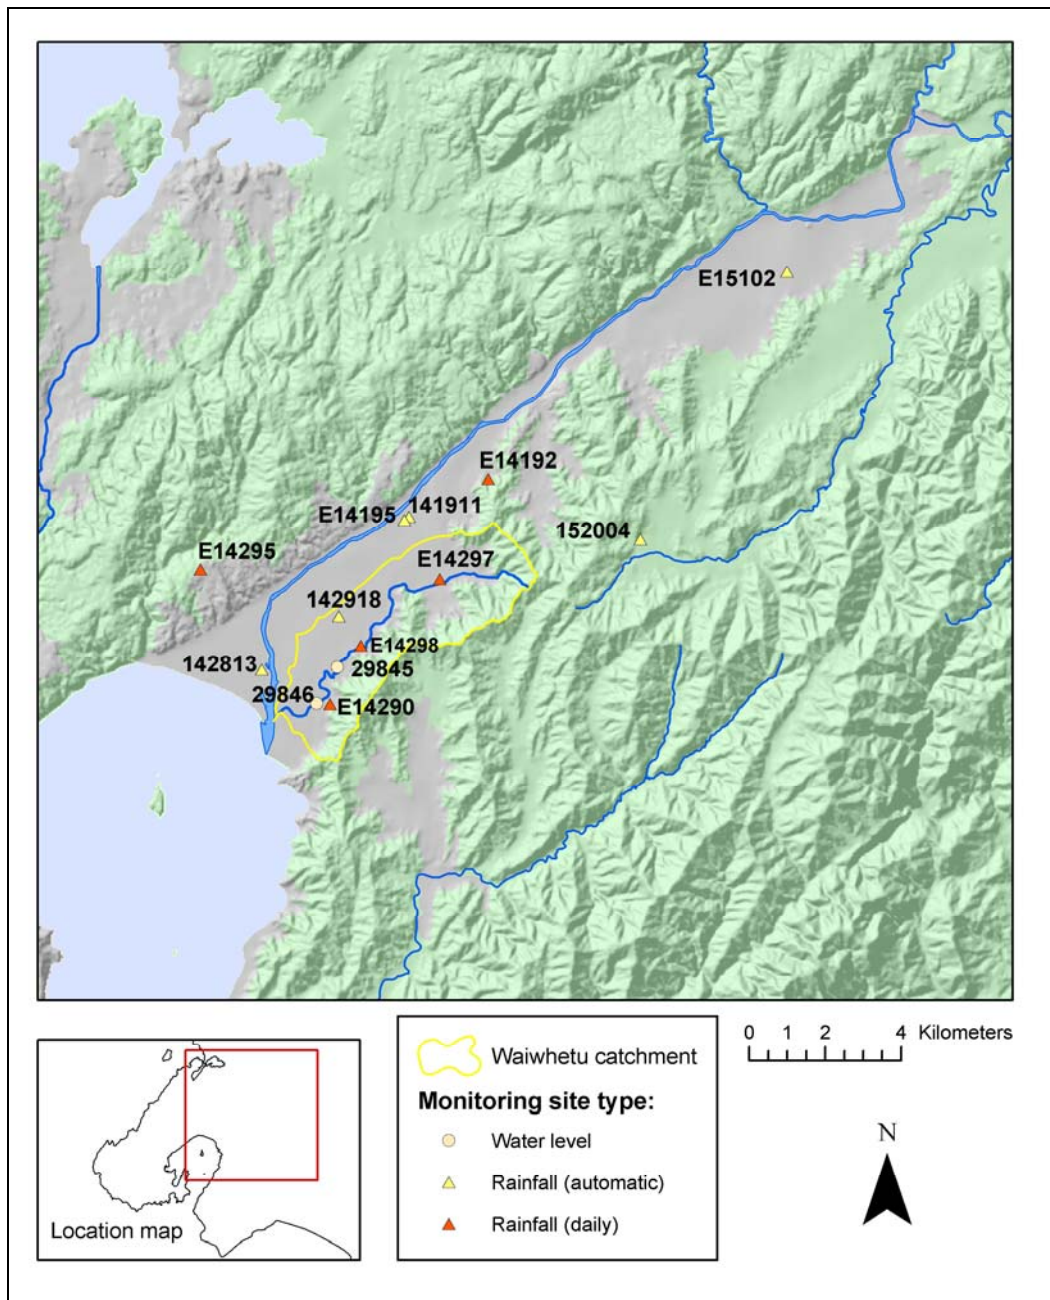 E15102
E14192
141911
E14195
152004
E14295
E14297
142918
E14298
142813
29845
29846
E14290
0 1 2 4 Kilometers
Waiwhetu catchment
Monitoring site type:
Water level
Rainfall (automatic)
Rainfall (daily)
N
Location map